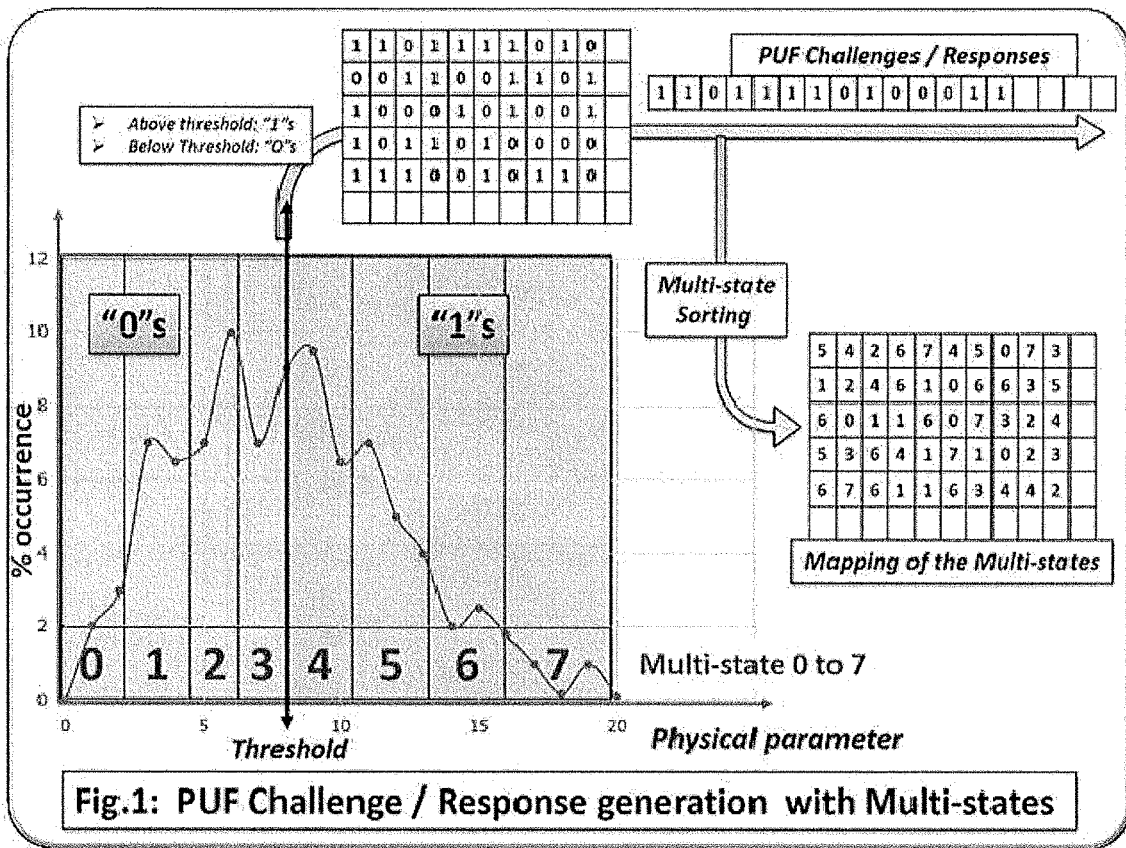 1 1 0 1 1 1 1 0 1 0
0 0 1 1 0 0 1 1 0 1
1 0 0 0 1 0 1 0 0 1
1 0 1 1 0 1 0 0 0 0
1 1 1 0 0 1 0 1 1 0
PUF Challenges / Responses
1 1 0 1 1 1 1 0 1 0 0 0 1 1
➢ Above threshold: "1"s
➢ Below Threshold: "0"s
Multi-state
Sorting
5 4 2 6 7 4 5 0 7 3
1 2 4 6 1 0 6 6 3 5
6 0 1 1 6 0 7 3 2 4
5 3 6 4 1 7 1 0 2 3
6 7 6 1 1 6 3 4 4 2
Mapping of the Multi-states
12
10
8
6
4
2
0
% occurrence
"0"s
"1"s
0 1 2 3 4 5 6 7
Multi-state 0 to 7
0 5 10 15 20
Threshold
Physical parameter
Fig.1: PUF Challenge / Response generation with Multi-states